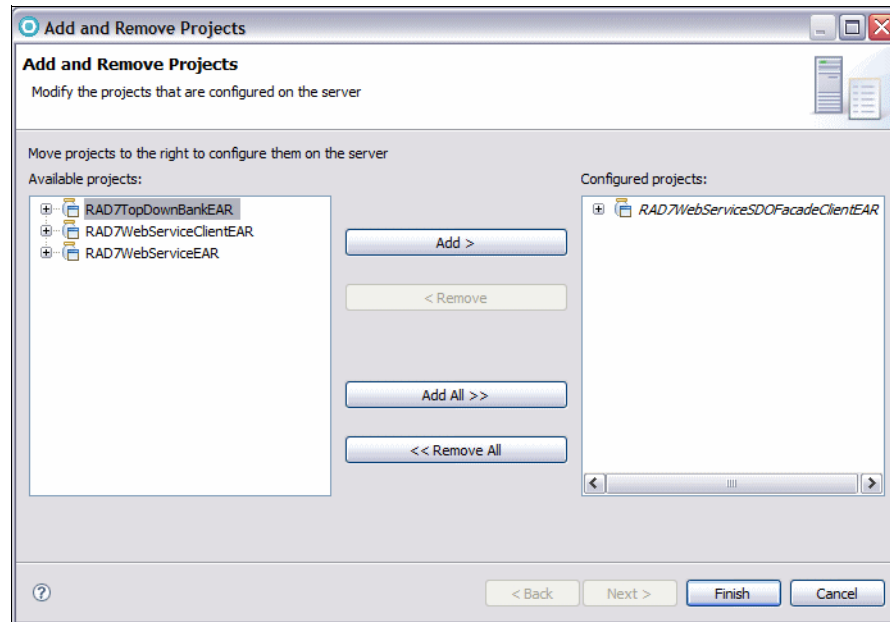 Add and Remove Projects
Add and Remove Projects
Modify the projects that are configured on the server
Move projects to the right to configure them on the server
Available projects:
Configured projects:
RAD7TopDownBankEAR
RAD7WebServiceClientEAR
RAD7WebServiceEAR
Add >
< Remove
Add All >>
<< Remove All
RAD7WebServiceSDOFacadeClientEAR
?
< Back
Next >
Finish
Cancel